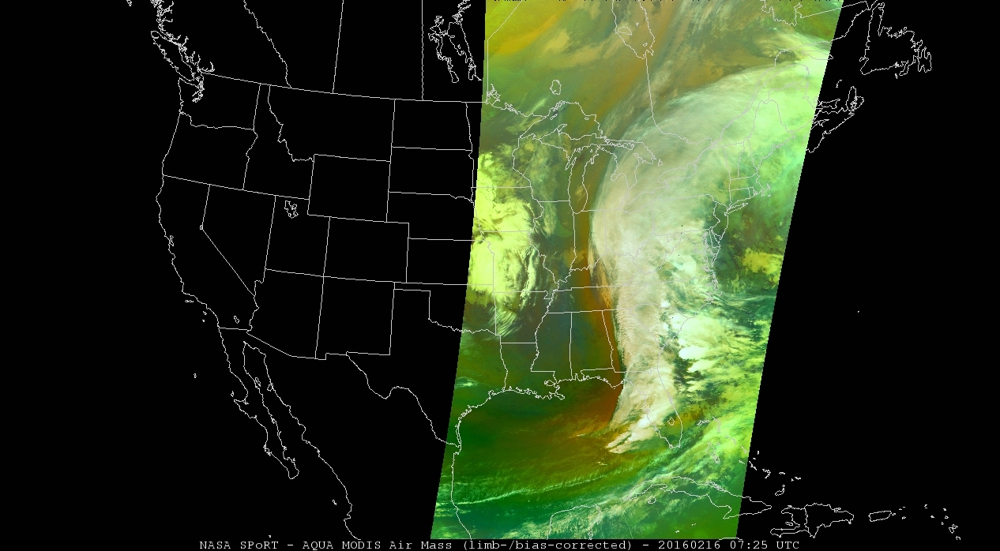 NASA SPoRT - AQUA MODIS Air Mass (limb-/bias-corrected) - 20160216 07:25 UTC